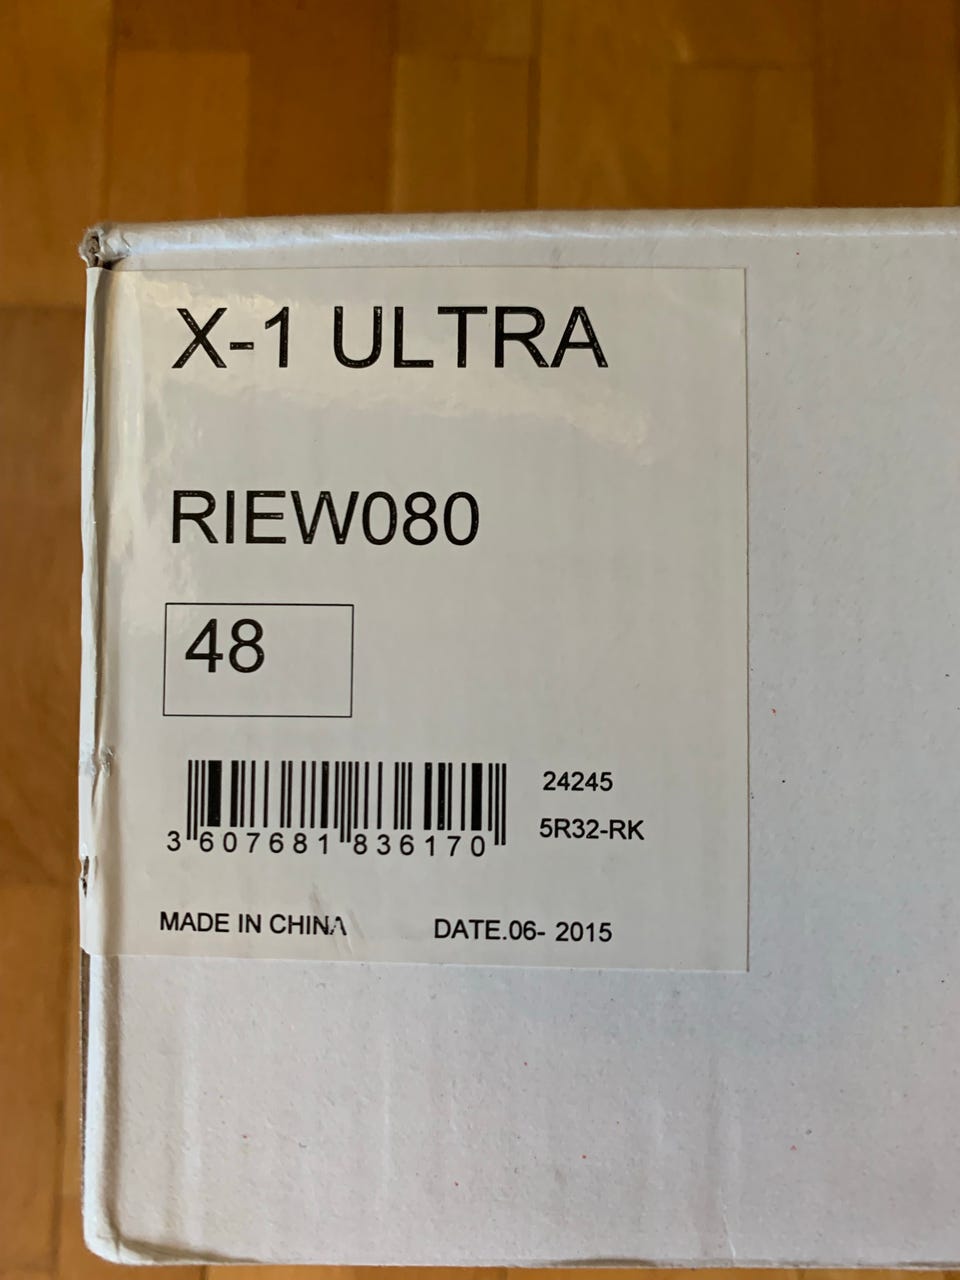 X-1 ULTRA
RIEW080
48
24245
5R32-RK
3 607681 836170
MADE IN CHINA DATE.06- 2015